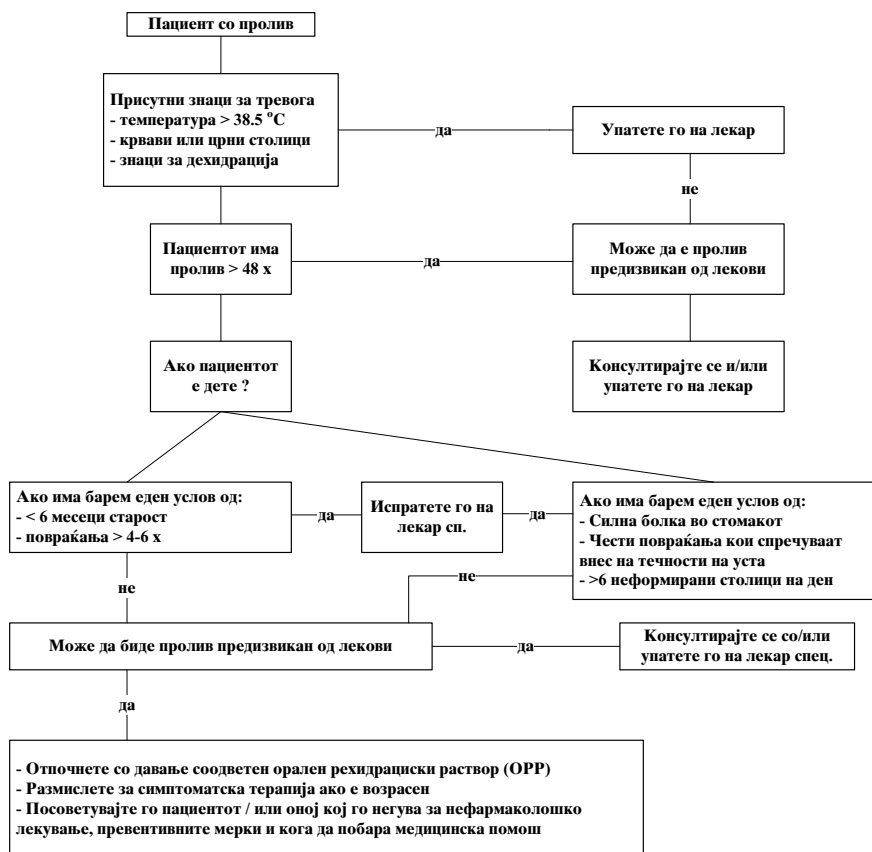 Пациент со пролив
Присутни знаци за тревога
- температура > 38.5 °C
- крвави или црни столици
- знаци за дехидрација
да
Упатете го на лекар
не
Пациентот има
пролив > 48 х
да
Може да е пролив
предизвикан од лекови
Ако пациентот
е дете ?
Консултирајте се и/или
упатете го на лекар
Ако има барем еден услов од:
- < 6 месеци старост
- повраќања > 4-6 х
да
Испратете го на
лекар сп.
да
Ако има барем еден услов од:
- Силна болка во стомакот
- Чести повраќања кои спречуваат
внес на течности на уста
- >6 неформирани столици на ден
не
не
Може да биде пролив предизвикан од лекови
да
Консултирајте се со/или
упатете го на лекар спец.
да
- Отпочнете со давање соодветен орален рехидрациски раствор (ОРР)
- Размислете за симптоматска терапија ако е возрасен
- Посоветувајте го пациентот / или оној кој го негува за нефармаколошко
лекување, превентивните мерки и кога да побара медицинска помош